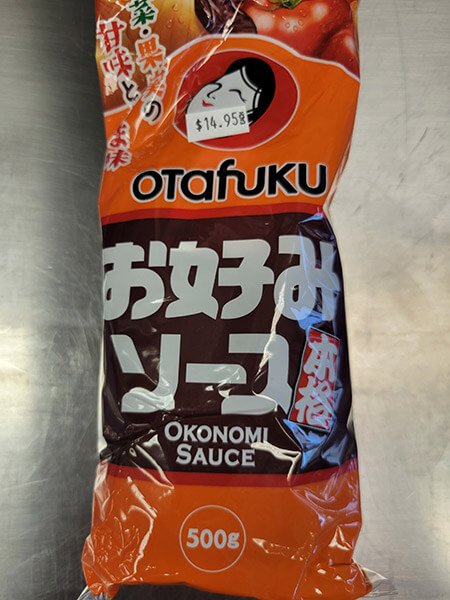 菜・果実の
甘味と
ま味
$14.95
OTAFUKU
お好み
ソース
本格
OKONOMI
SAUCE
500g